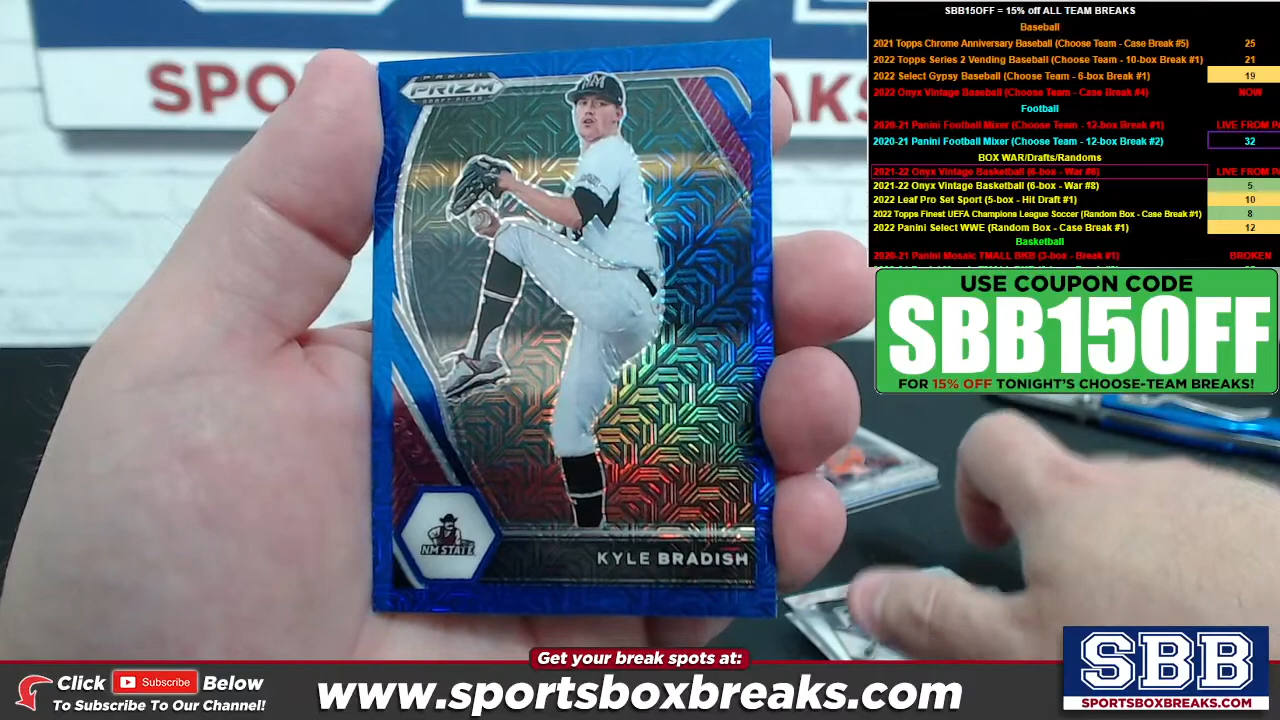 SPO
KS
PANINI
PRIZM
DRAFT PICKS
NM STATE
KYLE BRADISH
SBB15OFF = 15% off ALL TEAM BREAKS
Baseball
2021 Topps Chrome Anniversary Baseball (Choose Team - Case Break #5) 25
2022 Topps Series 2 Vending Baseball (Choose Team - 10-box Break #1) 21
2022 Select Gypsy Baseball (Choose Team - 6-box Break #1) 19
2022 Onyx Vintage Baseball (Choose Team - Case Break #4) NOW
Football
2020-21 Panini Football Mixer (Choose Team - 12-box Break #1) LIVE FROM P
2020-21 Panini Football Mixer (Choose Team - 12-box Break #2) 32
BOX WAR/Drafts/Randoms
2021-22 Onyx Vintage Basketball (6-box - War #6) LIVE FROM P
2021-22 Onyx Vintage Basketball (6-box - War #8) 5
2022 Leaf Pro Set Sport (5-box - Hit Draft #1) 10
2022 Topps Finest UEFA Champions League Soccer (Random Box - Case Break #1) 8
2022 Panini Select WWE (Random Box - Case Break #1) 12
Basketball
2020-21 Panini Mosaic TMALL BKB (3-box - Break #1) BROKEN
USE COUPON CODE
SBB15OFF
FOR 15% OFF TONIGHT'S CHOOSE-TEAM BREAKS!
Get your break spots at:
Click Subscribe Below
To Subscribe To Our Channel!
www.sportsboxbreaks.com
SBB
SPORTSBOXBREAKS.COM